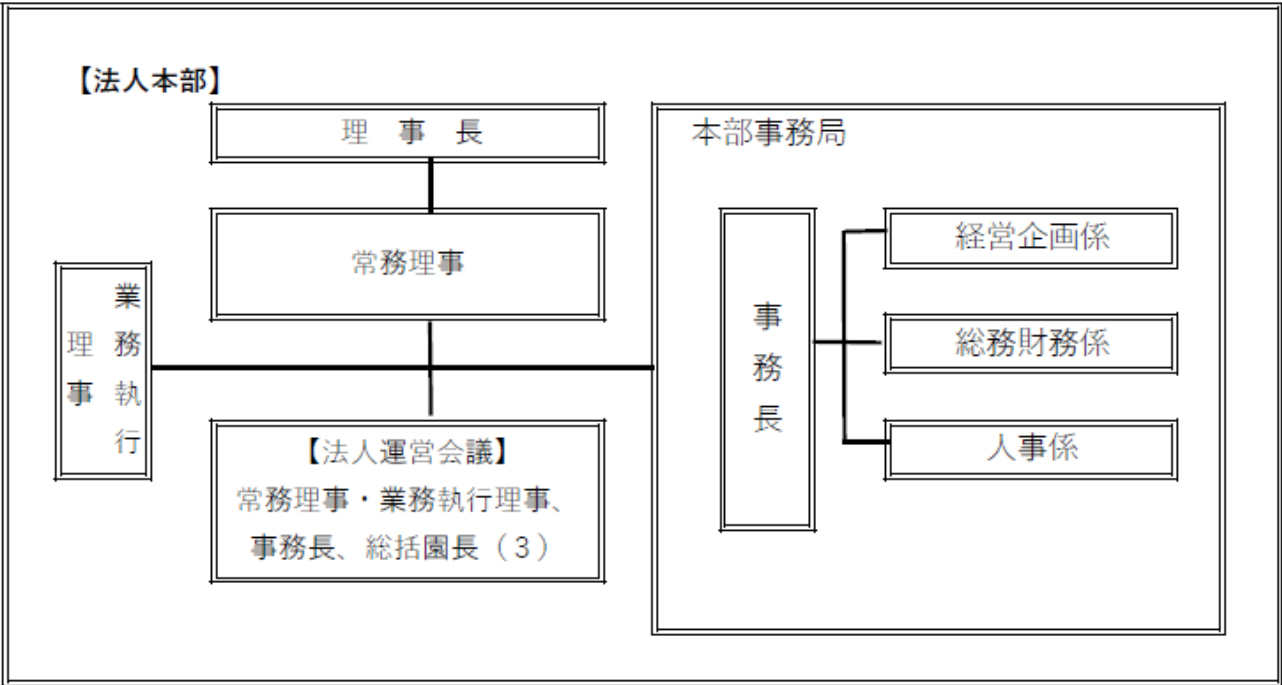 【法人本部】
理 事 長
常務理事
業務執行
理事
【法人運営会議】
常務理事・業務執行理事、
事務長、総括園長（３）
本部事務局
事務長
経営企画係
総務財務係
人事係